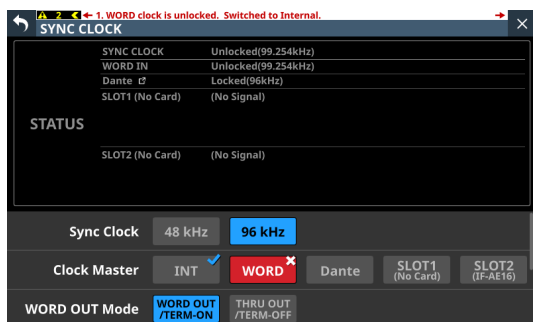 2
1. WORD clock is unlocked. Switched to Internal.
SYNC CLOCK
SYNC CLOCK Unlocked(99.254kHz)
WORD IN Unlocked(99.254kHz)
Dante Locked(96kHz)
SLOT1 (No Card) (No Signal)
STATUS
SLOT2 (No Card) (No Signal)
Sync Clock 48 kHz 96 kHz
Clock Master INT WORD Dante SLOT1 (No Card) SLOT2 (IF-AE16)
WORD OUT Mode WORD OUT /TERM-ON THRU OUT /TERM-OFF